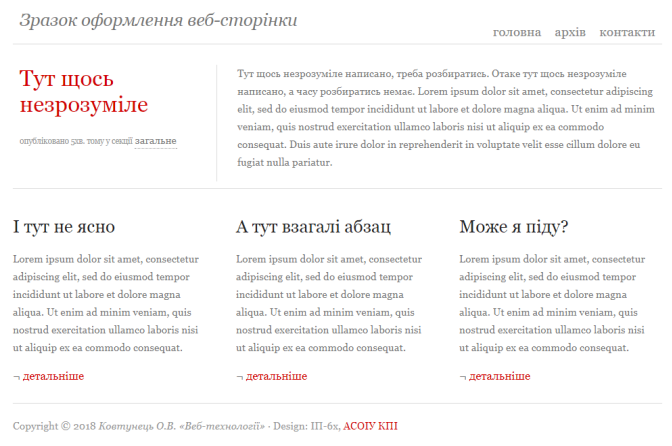 Зразок оформлення веб-сторінки
головна архів контакти
Тут щось
незрозуміле
опубліковано 5хв. тому у секції загальне
Тут щось незрозуміле написано, треба розбиратись. Отаке тут щось незрозуміле
написано, а часу розбиратись немає. Lorem ipsum dolor sit amet, consectetur adipiscing
elit, sed do eiusmod tempor incididunt ut labore et dolore magna aliqua. Ut enim ad minim
veniam, quis nostrud exercitation ullamco laboris nisi ut aliquip ex ea commodo
consequat. Duis aute irure dolor in reprehenderit in voluptate velit esse cillum dolore eu
fugiat nulla pariatur.
І тут не ясно
Lorem ipsum dolor sit amet, consectetur
adipiscing elit, sed do eiusmod tempor
incididunt ut labore et dolore magna
aliqua. Ut enim ad minim veniam, quis
nostrud exercitation ullamco laboris nisi
ut aliquip ex ea commodo consequat.
¬ детальніше
А тут взагалі абзац
Lorem ipsum dolor sit amet, consectetur
adipiscing elit, sed do eiusmod tempor
incididunt ut labore et dolore magna
aliqua. Ut enim ad minim veniam, quis
nostrud exercitation ullamco laboris nisi
ut aliquip ex ea commodo consequat.
¬ детальніше
Може я піду?
Lorem ipsum dolor sit amet, consectetur
adipiscing elit, sed do eiusmod tempor
incididunt ut labore et dolore magna
aliqua. Ut enim ad minim veniam, quis
nostrud exercitation ullamco laboris nisi
ut aliquip ex ea commodo consequat.
¬ детальніше
Copyright © 2018 Ковтунець О.В. «Веб-технології» · Design: ІП-6х, АСОІУ КПІ